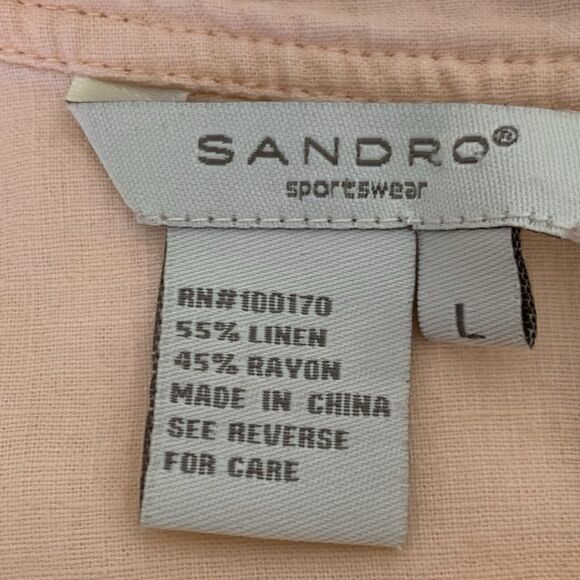 SANDRO®
sportswear
L
RN#100170
55% LINEN
45% RAYON
MADE IN CHINA
SEE REVERSE
FOR CARE